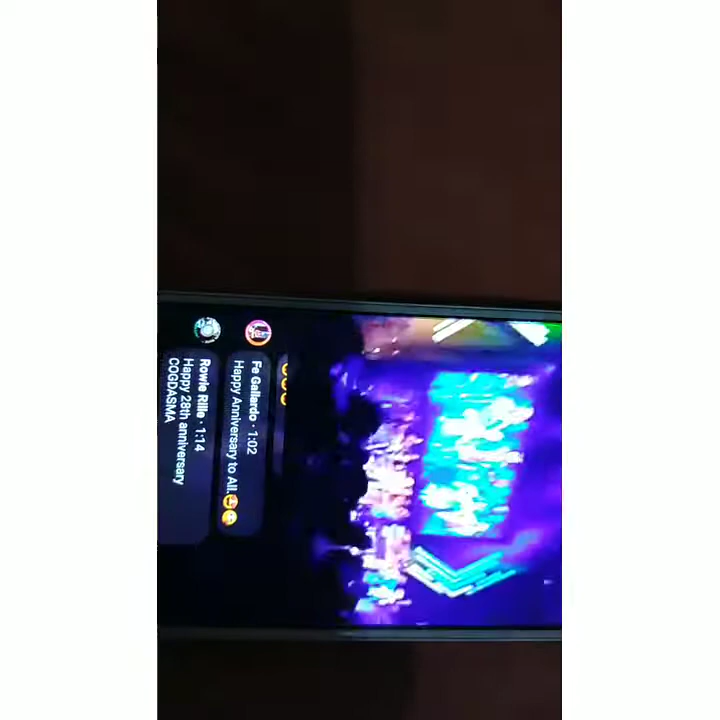 Fe Gallardo · 1:02
Happy Anniversary to All.😍😊
Rowie Rille · 1:14
Happy 28th anniversary
COGDASMA